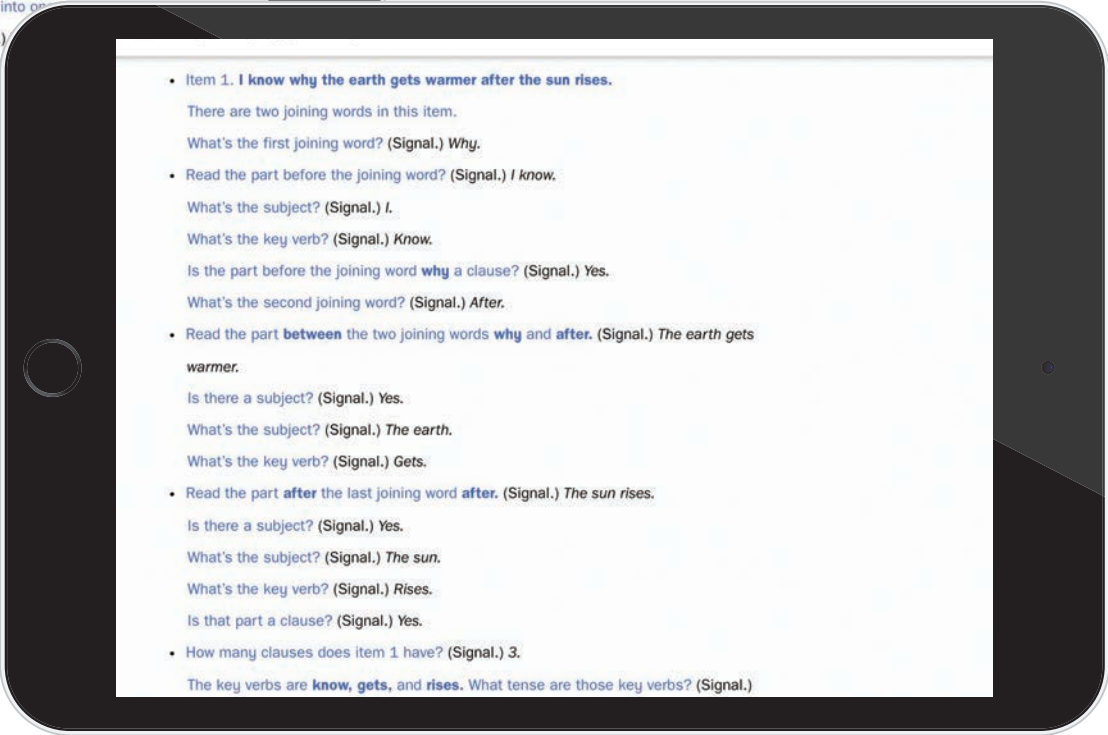 into
)
• Item 1. I know why the earth gets warmer after the sun rises.
There are two joining words in this item.
What's the first joining word? (Signal.) Why.
• Read the part before the joining word? (Signal.) I know.
What's the subject? (Signal.) I.
What's the key verb? (Signal.) Know.
Is the part before the joining word why a clause? (Signal.) Yes.
What's the second joining word? (Signal.) After.
• Read the part between the two joining words why and after. (Signal.) The earth gets
warmer.
Is there a subject? (Signal.) Yes.
What's the subject? (Signal.) The earth.
What's the key verb? (Signal.) Gets.
• Read the part after the last joining word after. (Signal.) The sun rises.
Is there a subject? (Signal.) Yes.
What's the subject? (Signal.) The sun.
What's the key verb? (Signal.) Rises.
Is that part a clause? (Signal.) Yes.
• How many clauses does item 1 have? (Signal.) 3.
The key verbs are know, gets, and rises. What tense are those key verbs? (Signal.)